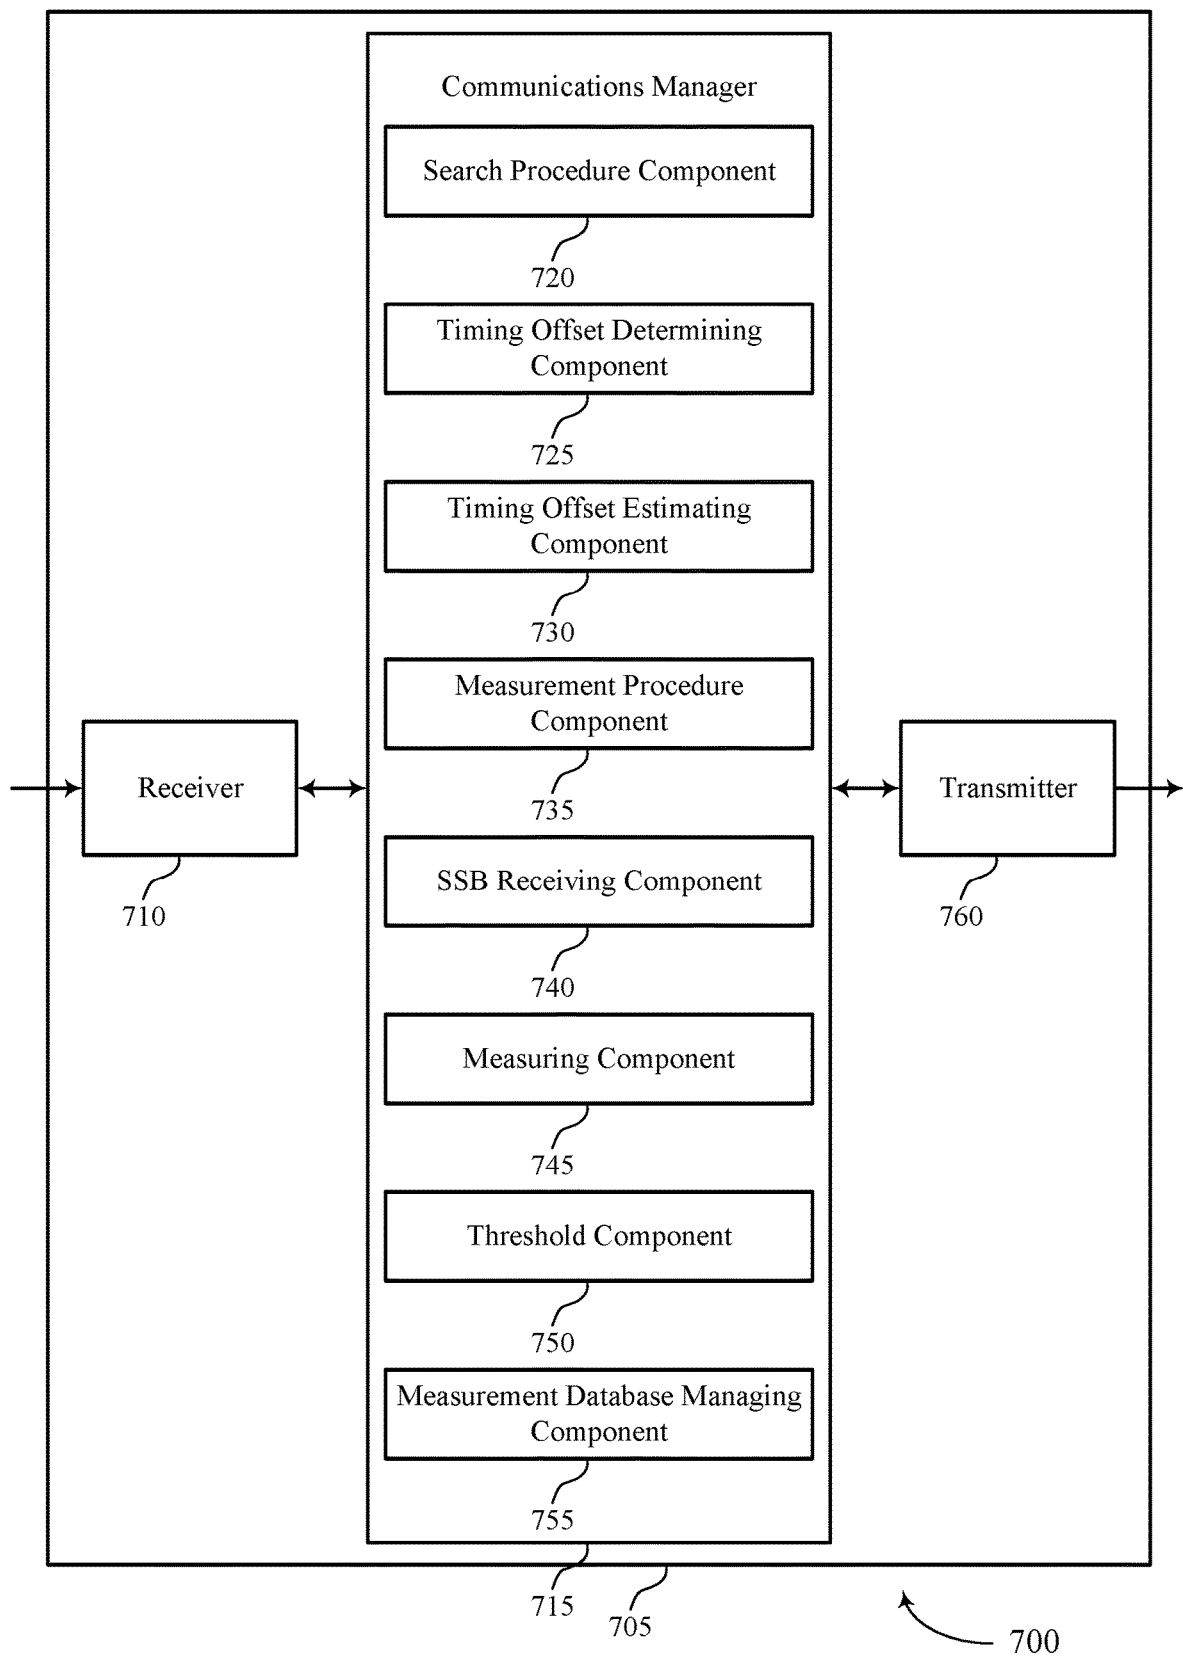 Communications Manager
Search Procedure Component
720
Timing Offset Determining
Component
725
Timing Offset Estimating
Component
730
Measurement Procedure
Component
735
Receiver
710
Transmitter
760
SSB Receiving Component
740
Measuring Component
745
Threshold Component
750
Measurement Database Managing
Component
755
715
705
700